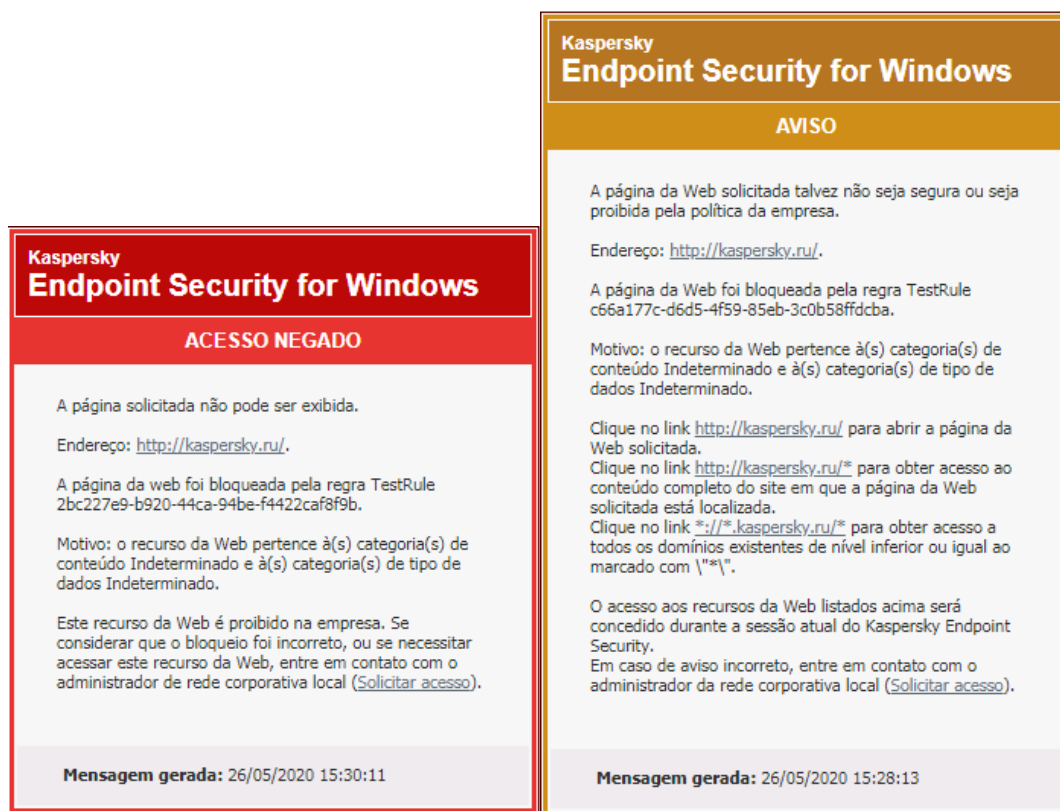 Kaspersky
Endpoint Security for Windows
ACESSO NEGADO
A página solicitada não pode ser exibida.
Endereço: http://kaspersky.ru/.
A página da web foi bloqueada pela regra TestRule
2bc227e9-b920-44ca-94be-f4422caf8f9b.
Motivo: o recurso da Web pertence à(s) categoria(s) de
conteúdo Indeterminado e à(s) categoria(s) de tipo de
dados Indeterminado.
Este recurso da Web é proibido na empresa. Se
considerar que o bloqueio foi incorreto, ou se necessitar
acessar este recurso da Web, entre em contato com o
administrador de rede corporativa local (Solicitar acesso).
Mensagem gerada: 26/05/2020 15:30:11
Kaspersky
Endpoint Security for Windows
AVISO
A página da Web solicitada talvez não seja segura ou seja
proibida pela política da empresa.
Endereço: http://kaspersky.ru/.
A página da Web foi bloqueada pela regra TestRule
c66a177c-d6d5-4f59-85eb-3c0b58ffdcba.
Motivo: o recurso da Web pertence à(s) categoria(s) de
conteúdo Indeterminado e à(s) categoria(s) de tipo de
dados Indeterminado.
Clique no link http://kaspersky.ru/ para abrir a página da
Web solicitada.
Clique no link http://kaspersky.ru/* para obter acesso ao
conteúdo completo do site em que a página da Web
solicitada está localizada.
Clique no link *://*.kaspersky.ru/* para obter acesso a
todos os domínios existentes de nível inferior ou igual ao
marcado com \"*\".
O acesso aos recursos da Web listados acima será
concedido durante a sessão atual do Kaspersky Endpoint
Security.
Em caso de aviso incorreto, entre em contato com o
administrador da rede corporativa local (Solicitar acesso).
Mensagem gerada: 26/05/2020 15:28:13